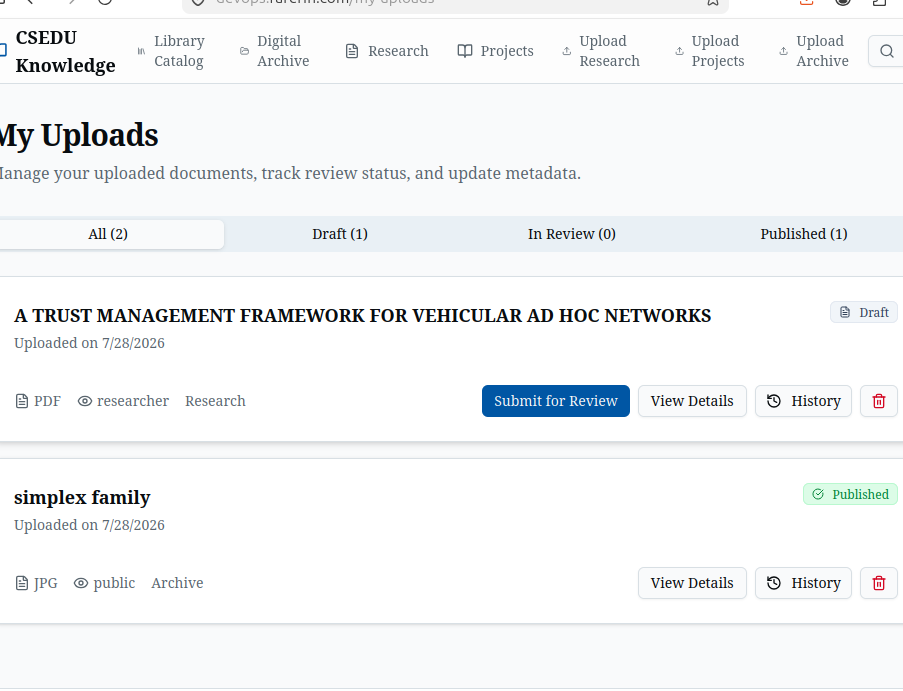 CSEDU
Knowledge
Library
Catalog
Digital
Archive
Research
Projects
Upload
Research
Upload
Projects
Upload
Archive
My Uploads
Manage your uploaded documents, track review status, and update metadata.
All (2)
Draft (1)
In Review (0)
Published (1)
A TRUST MANAGEMENT FRAMEWORK FOR VEHICULAR AD HOC NETWORKS
Draft
Uploaded on 7/28/2026
PDF
researcher
Research
Submit for Review
View Details
History
simplex family
Published
Uploaded on 7/28/2026
JPG
public
Archive
View Details
History